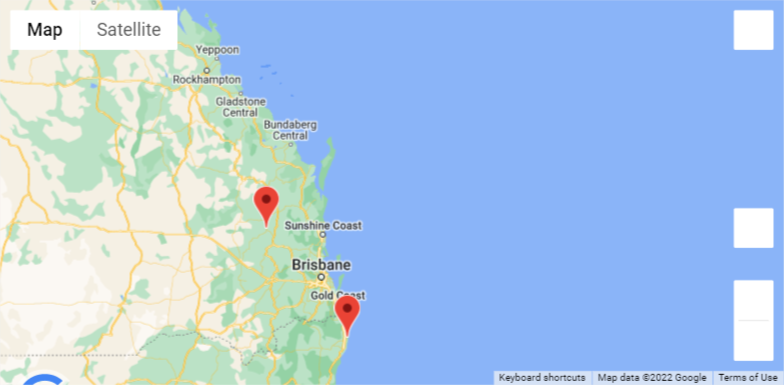 Map
Satellite
Yeppoon
Rockhampton
Gladstone
Central
Bundaberg
Central
Sunshine Coast
Brisbane
Gold Coast
Keyboard shortcuts
Map data ©2022 Google
Terms of Use